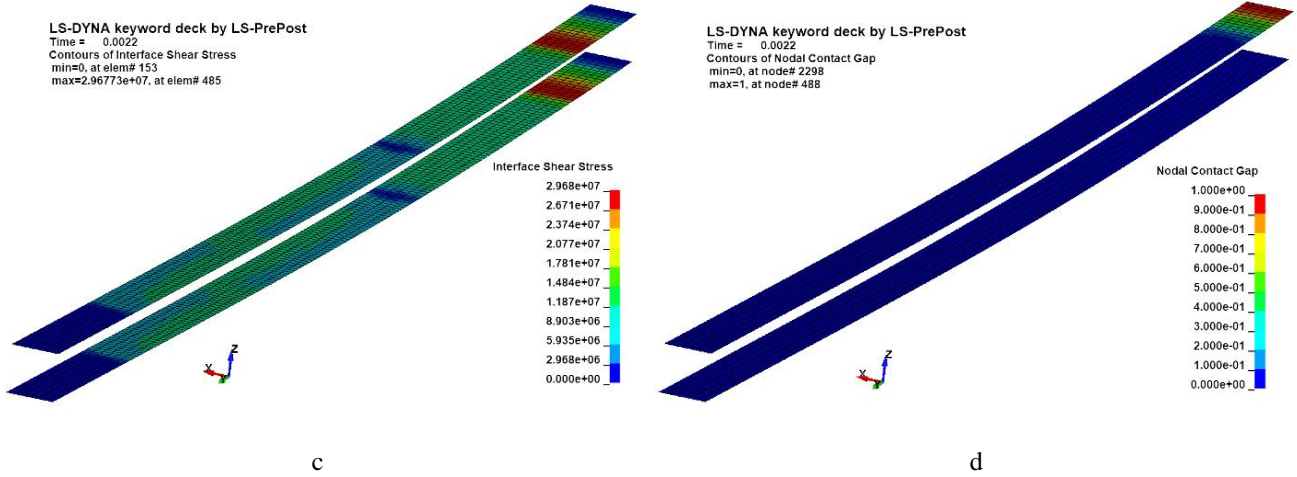 LS-DYNA keyword deck by LS-PrePost
Time = 0.0022
Contours of Interface Shear Stress
min=0, at elem# 153
max=2.96773e+07, at elem# 485
Interface Shear Stress
2.968e+07
2.671e+07
2.374e+07
2.077e+07
1.781e+07
1.484e+07
1.187e+07
8.903e+06
5.935e+06
2.968e+06
0.000e+00
Z
X
Y
c
LS-DYNA keyword deck by LS-PrePost
Time = 0.0022
Contours of Nodal Contact Gap
min=0, at node# 2298
max=1, at node# 488
Nodal Contact Gap
1.000e+00
9.000e-01
8.000e-01
7.000e-01
6.000e-01
5.000e-01
4.000e-01
3.000e-01
2.000e-01
1.000e-01
0.000e+00
Z
X
Y
d